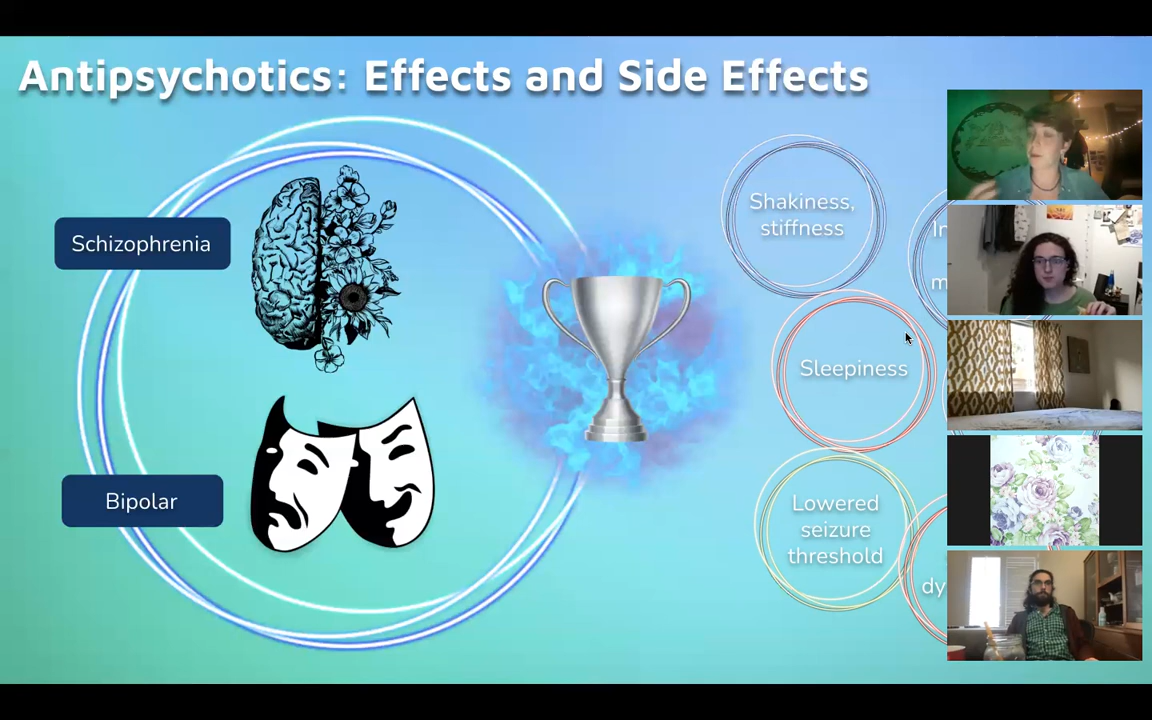 Antipsychotics: Effects and Side Effects
Schizophrenia
Bipolar
Shakiness,
stiffness
Sleepiness
Lowered
seizure
threshold